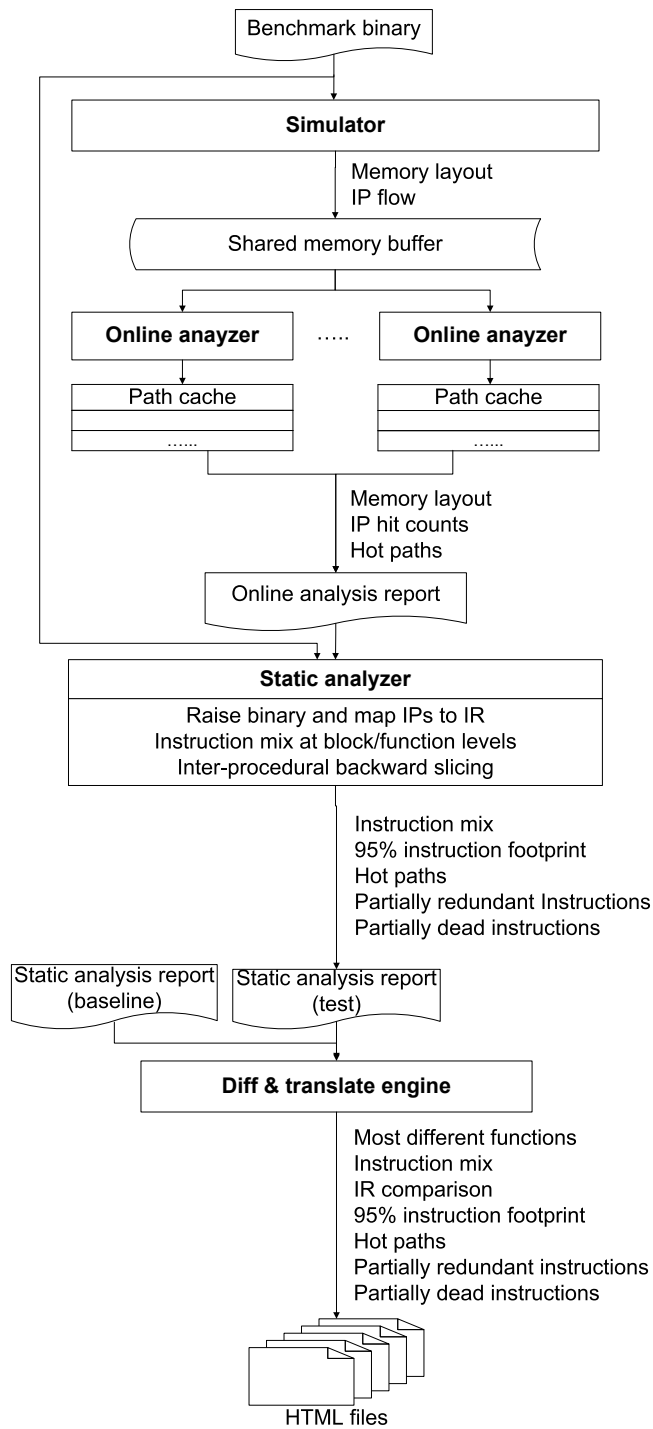 Benchmark binary
Simulator
Memory layout
IP flow
Shared memory buffer
Online anayzer
.....
Online anayzer
Path cache
Path cache
…...
…...
Memory layout
IP hit counts
Hot paths
Online analysis report
Static analyzer
Raise binary and map IPs to IR
Instruction mix at block/function levels
Inter-procedural backward slicing
Instruction mix
95% instruction footprint
Hot paths
Partially redundant Instructions
Partially dead instructions
Static analysis report
(baseline)
Static analysis report
(test)
Diff & translate engine
Most different functions
Instruction mix
IR comparison
95% instruction footprint
Hot paths
Partially redundant instructions
Partially dead instructions
HTML files